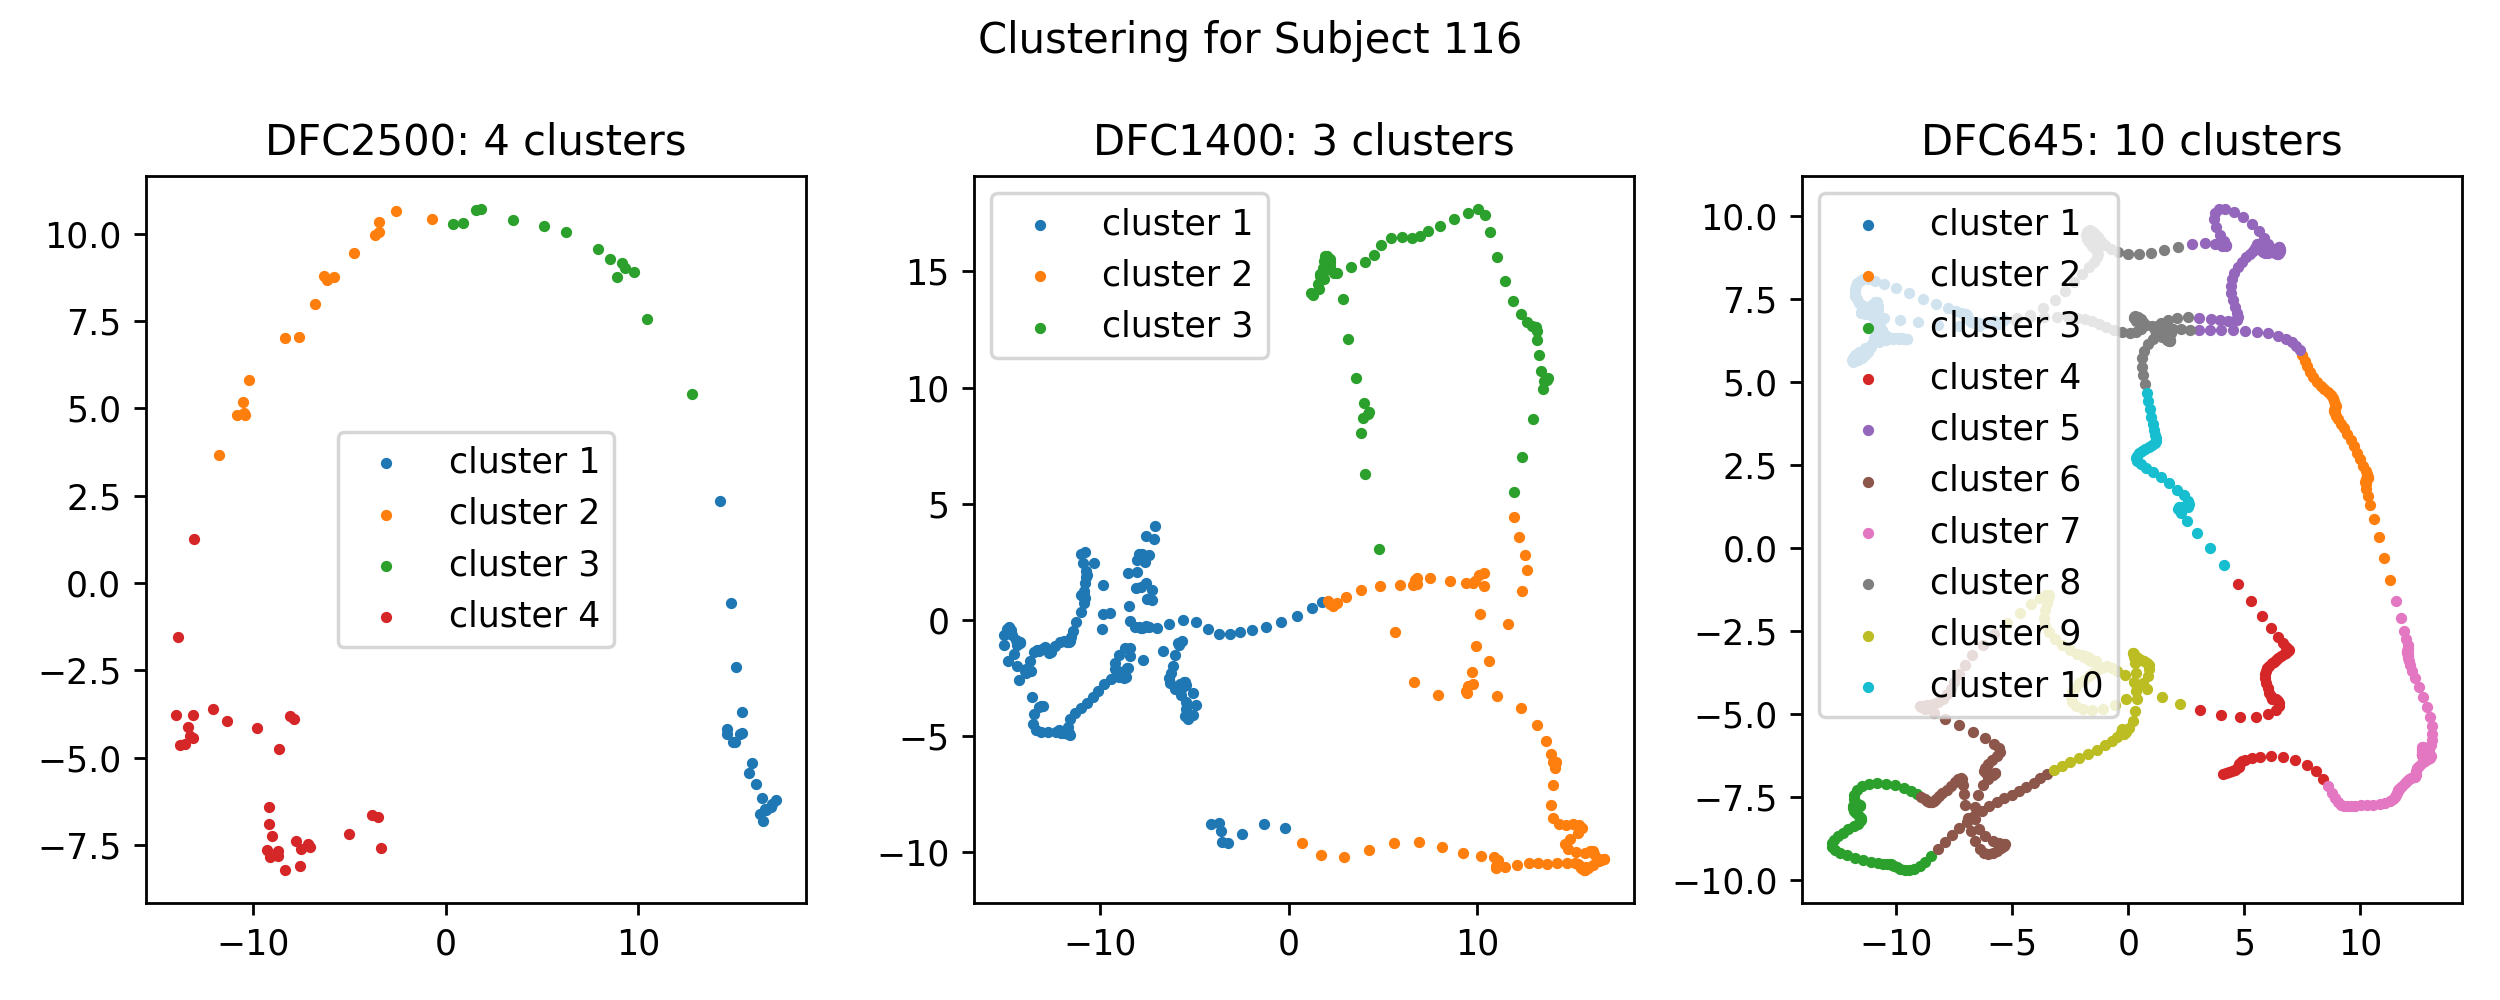 Clustering for Subject 116
DFC2500: 4 clusters
10.0
7.5
5.0
2.5
0.0
−2.5
−5.0
−7.5
−10
0
10
cluster 1
cluster 2
cluster 3
cluster 4
DFC1400: 3 clusters
15
10
5
0
−5
−10
−10
0
10
cluster 1
cluster 2
cluster 3
DFC645: 10 clusters
10.0
7.5
5.0
2.5
0.0
−2.5
−5.0
−7.5
−10.0
−10
−5
0
5
10
cluster 1
cluster 2
cluster 3
cluster 4
cluster 5
cluster 6
cluster 7
cluster 8
cluster 9
cluster 10